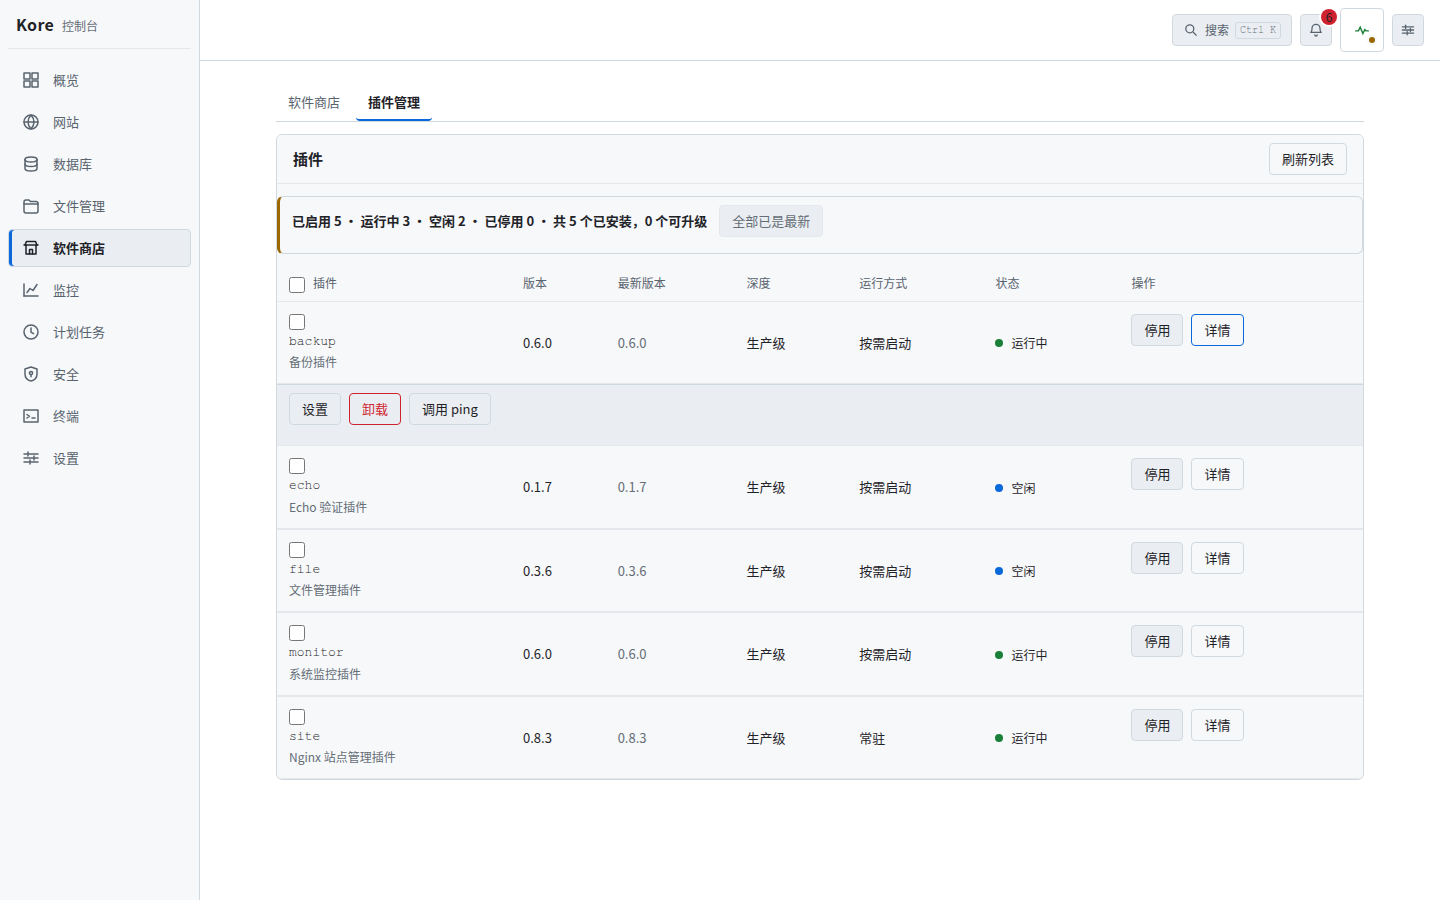 Kore 控制台
概览
网站
数据库
文件管理
软件商店
监控
计划任务
安全
终端
设置
搜索 Ctrl K
6
软件商店 插件管理
插件 刷新列表
已启用 5 · 运行中 3 · 空闲 2 · 已停用 0 · 共 5 个已安装，0 个可升级 全部已是最新
插件 版本 最新版本 深度 运行方式 状态 操作
backup
备份插件
0.6.0 0.6.0 生产级 按需启动 运行中 停用 详情
设置 卸载 调用 ping
echo
Echo 验证插件
0.1.7 0.1.7 生产级 按需启动 空闲 停用 详情
file
文件管理插件
0.3.6 0.3.6 生产级 按需启动 空闲 停用 详情
monitor
系统监控插件
0.6.0 0.6.0 生产级 按需启动 运行中 停用 详情
site
Nginx 站点管理插件
0.8.3 0.8.3 生产级 常驻 运行中 停用 详情